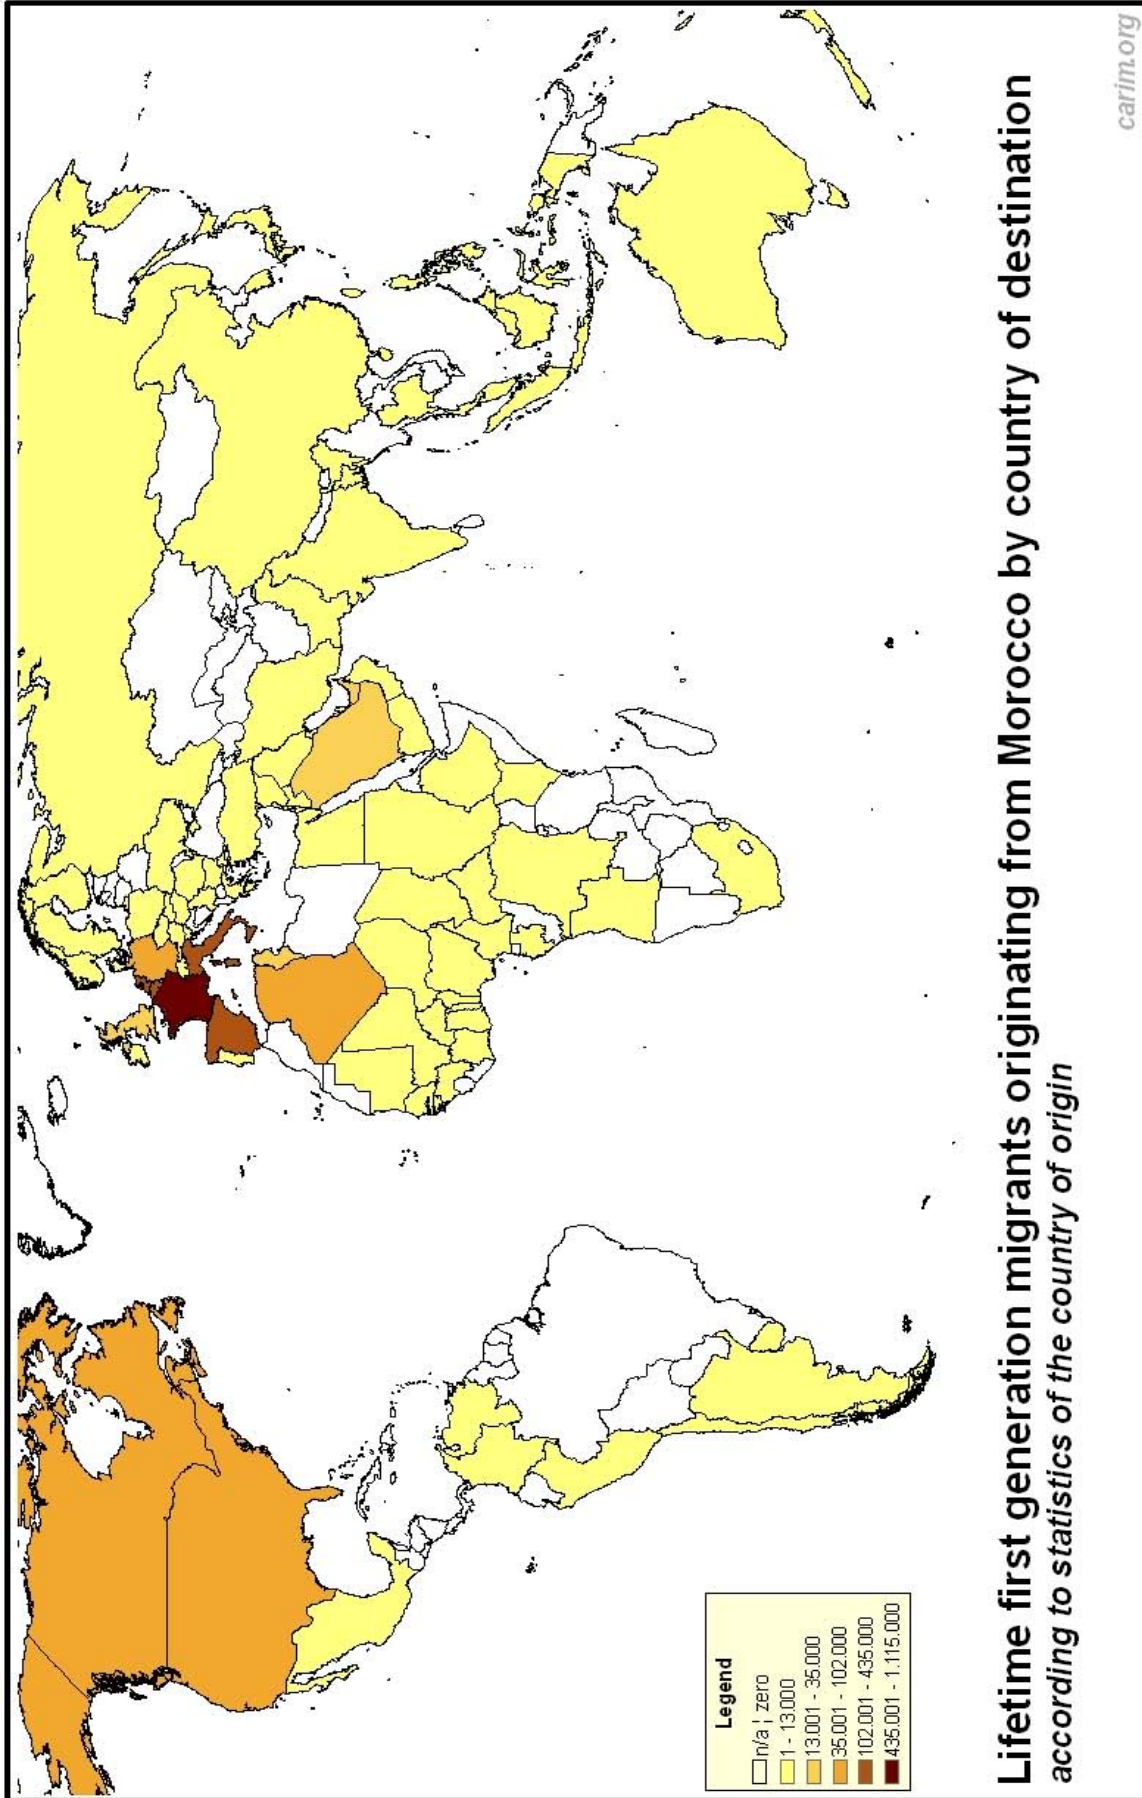 Legend
n/a ¦ zero
1 - 13.000
13.001 - 35.000
35.001 - 102.000
102.001 - 435.000
435.001 - 1.115.000
Lifetime first generation migrants originating from Morocco by country of destination
according to statistics of the country of origin
carim.org